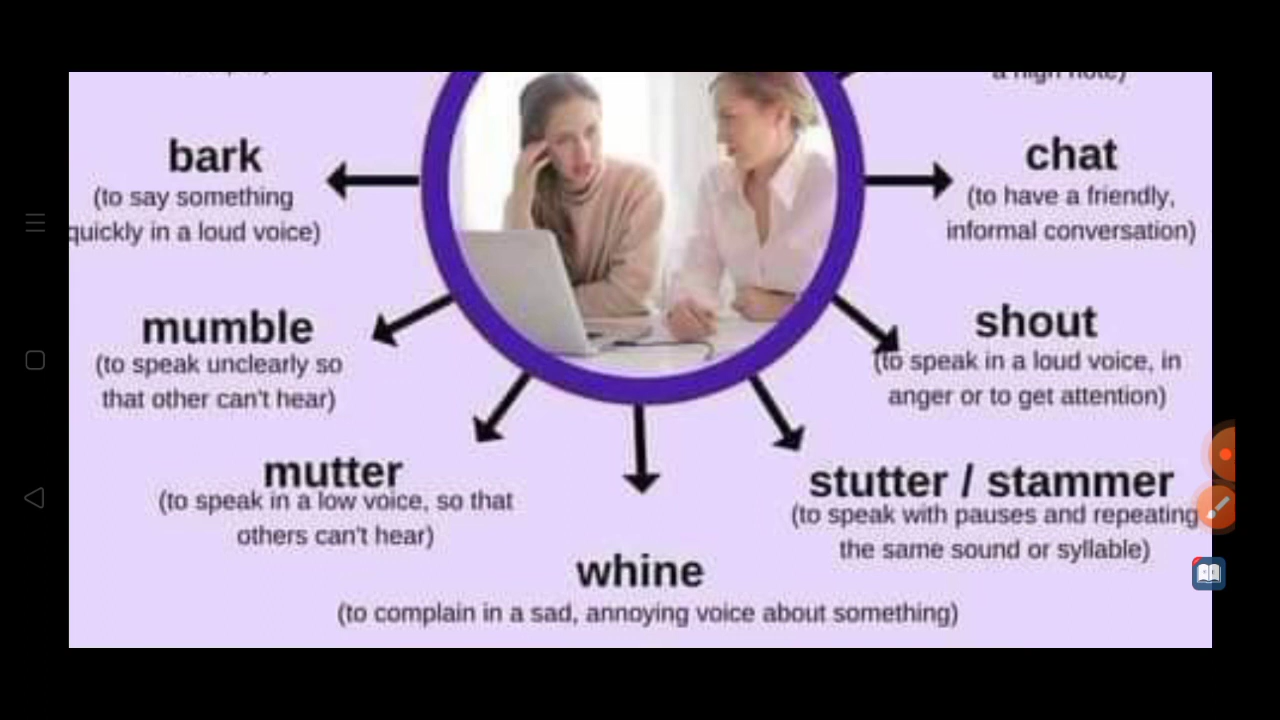 a high note)
bark
(to say something
quickly in a loud voice)
chat
(to have a friendly,
informal conversation)
mumble
(to speak unclearly so
that other can't hear)
shout
(to speak in a loud voice, in
anger or to get attention)
mutter
(to speak in a low voice, so that
others can't hear)
stutter / stammer
(to speak with pauses and repeating
the same sound or syllable)
whine
(to complain in a sad, annoying voice about something)